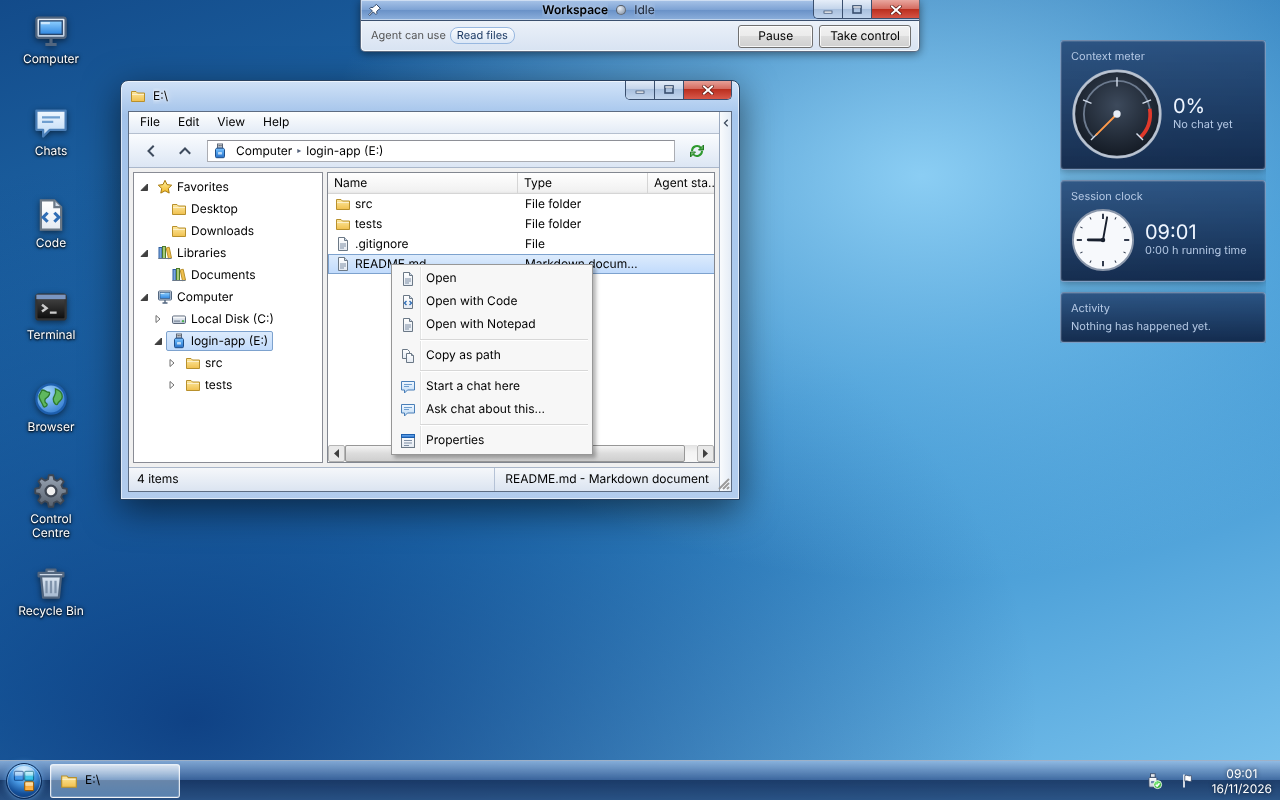 Computer
Chats
Code
Terminal
Browser
Control
Centre
Recycle Bin
Workspace Idle
Agent can use Read files
Pause Take control
E:\
File Edit View Help
Computer login-app (E:)
Favorites
Desktop
Downloads
Libraries
Documents
Computer
Local Disk (C:)
login-app (E:)
src
tests
Name Type Agent sta...
src File folder
tests File folder
.gitignore File
README.md Markdown docum...
Open
Open with Code
Open with Notepad
Copy as path
Start a chat here
Ask chat about this...
Properties
4 items README.md - Markdown document
Context meter
0%
No chat yet
Session clock
09:01
0:00 h running time
Activity
Nothing has happened yet.
E:\
09:01
16/11/2026